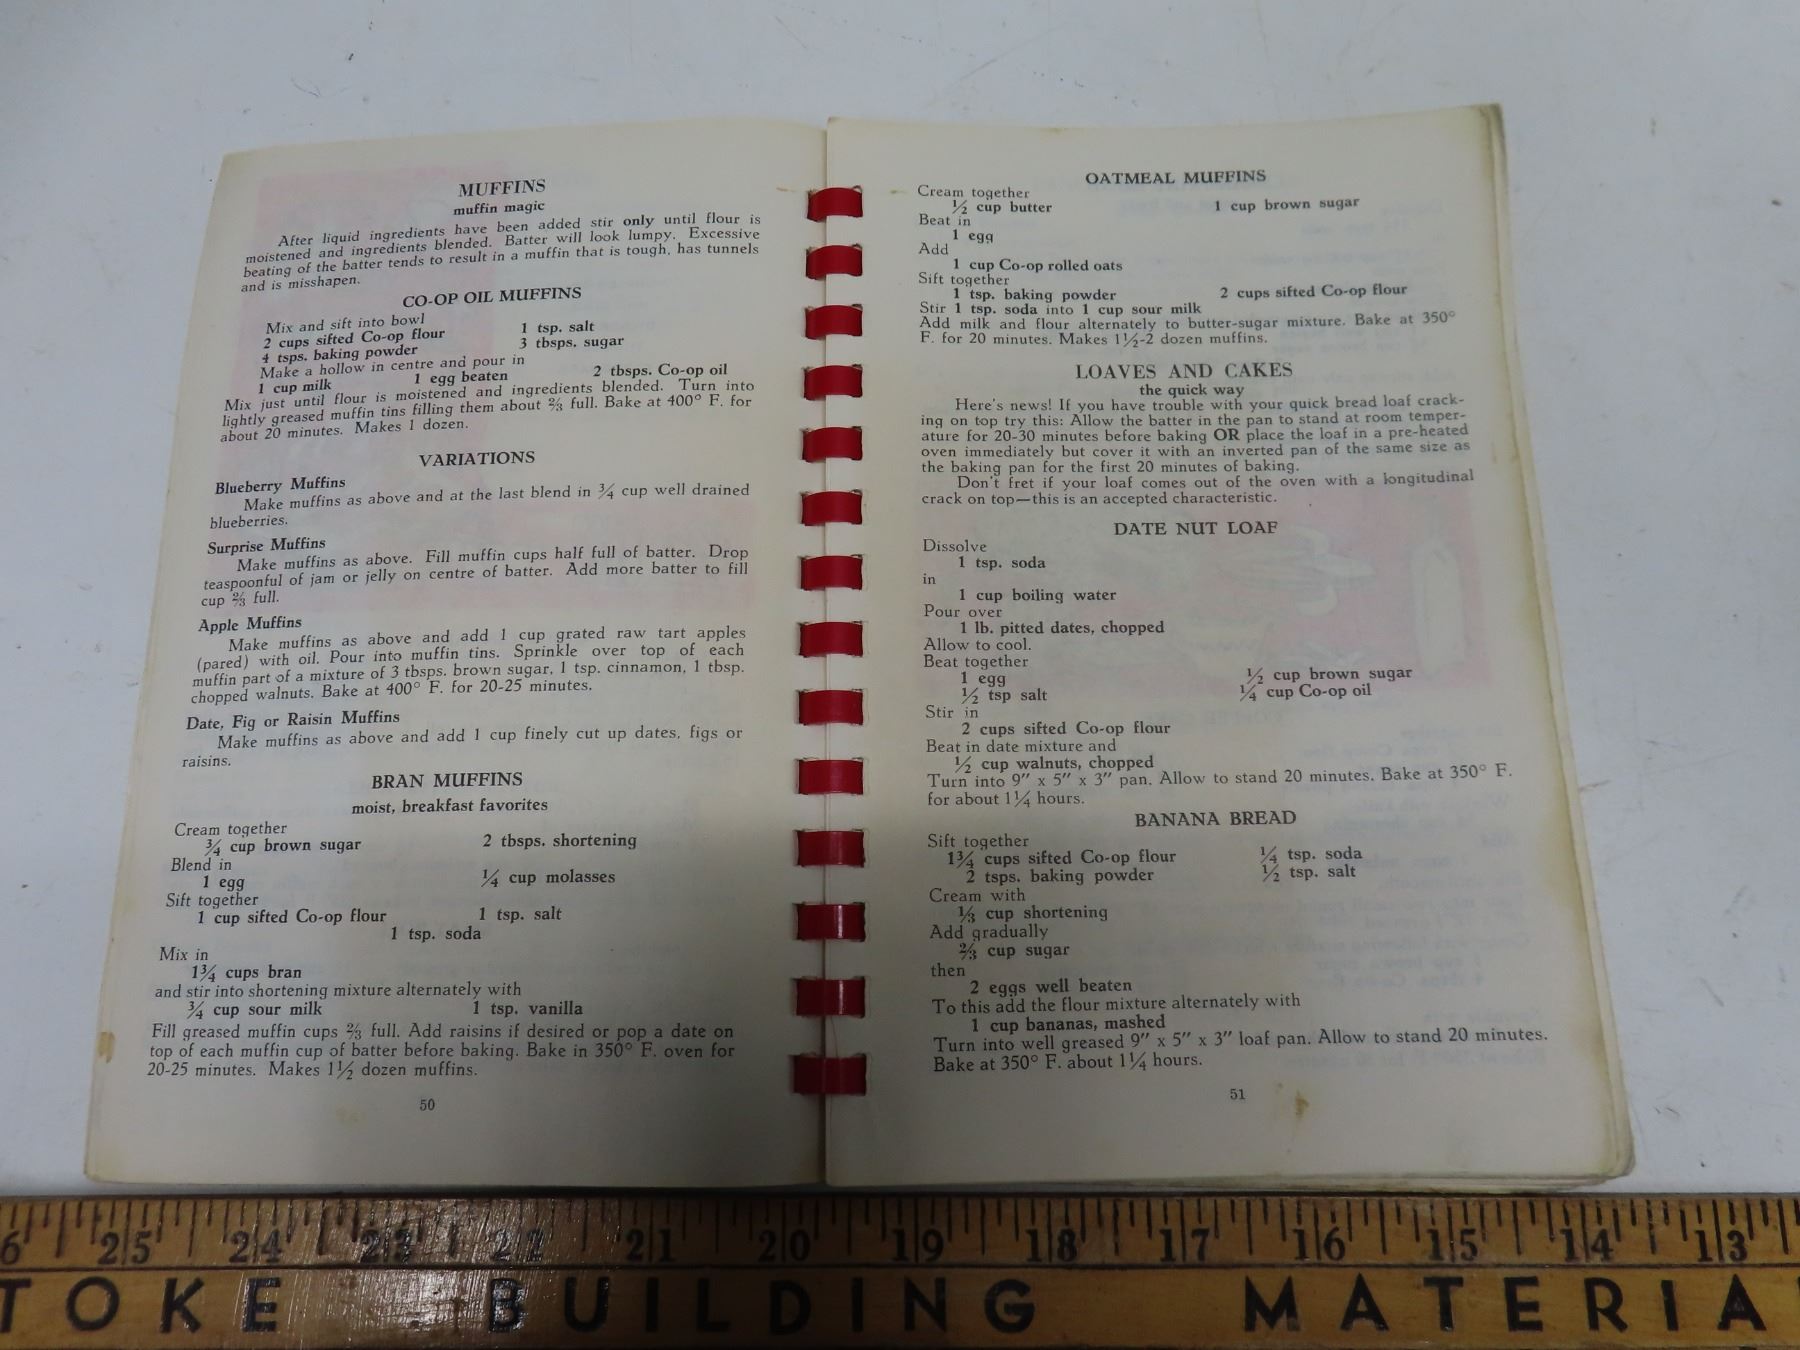 MUFFINS
muffin magic
After liquid ingredients have been added stir only until flour is
moistened and ingredients blended. Batter will look lumpy. Excessive
beating of the batter tends to result in a muffin that is tough, has tunnels
and is misshapen.
CO-OP OIL MUFFINS
Mix and sift into bowl
2 cups sifted Co-op flour 1 tsp. salt
4 tsps. baking powder 3 tbsps. sugar
Make a hollow in centre and pour in
1 cup milk 1 egg beaten 2 tbsps. Co-op oil
Mix just until flour is moistened and ingredients blended. Turn into
lightly greased muffin tins filling them about ⅔ full. Bake at 400° F. for
about 20 minutes. Makes 1 dozen.
VARIATIONS
Blueberry Muffins
Make muffins as above and at the last blend in ¾ cup well drained
blueberries.
Surprise Muffins
Make muffins as above. Fill muffin cups half full of batter. Drop
teaspoonful of jam or jelly on centre of batter. Add more batter to fill
cup ⅔ full.
Apple Muffins
Make muffins as above and add 1 cup grated raw tart apples
(pared) with oil. Pour into muffin tins. Sprinkle over top of each
muffin part of a mixture of 3 tbsps. brown sugar, 1 tsp. cinnamon, 1 tbsp.
chopped walnuts. Bake at 400° F. for 20-25 minutes.
Date, Fig or Raisin Muffins
Make muffins as above and add 1 cup finely cut up dates, figs or
raisins.
BRAN MUFFINS
moist, breakfast favorites
Cream together
¾ cup brown sugar 2 tbsps. shortening
Blend in
1 egg ¼ cup molasses
Sift together
1 cup sifted Co-op flour 1 tsp. salt
1 tsp. soda
Mix in
1¾ cups bran
and stir into shortening mixture alternately with
¾ cup sour milk 1 tsp. vanilla
Fill greased muffin cups ⅔ full. Add raisins if desired or pop a date on
top of each muffin cup of batter before baking. Bake in 350° F. oven for
20-25 minutes. Makes 1½ dozen muffins.
50
OATMEAL MUFFINS
Cream together
½ cup butter 1 cup brown sugar
Beat in
1 egg
Add
1 cup Co-op rolled oats
Sift together
1 tsp. baking powder 2 cups sifted Co-op flour
Stir 1 tsp. soda into 1 cup sour milk
Add milk and flour alternately to butter-sugar mixture. Bake at 350°
F. for 20 minutes. Makes 1½-2 dozen muffins.
LOAVES AND CAKES
the quick way
Here's news! If you have trouble with your quick bread loaf crack-
ing on top try this: Allow the batter in the pan to stand at room temper-
ature for 20-30 minutes before baking OR place the loaf in a pre-heated
oven immediately but cover it with an inverted pan of the same size as
the baking pan for the first 20 minutes of baking.
Don't fret if your loaf comes out of the oven with a longitudinal
crack on top—this is an accepted characteristic.
DATE NUT LOAF
Dissolve
1 tsp. soda
in
1 cup boiling water
Pour over
1 lb. pitted dates, chopped
Allow to cool.
Beat together
1 egg ½ cup brown sugar
½ tsp salt ¼ cup Co-op oil
Stir in
2 cups sifted Co-op flour
Beat in date mixture and
½ cup walnuts, chopped
Turn into 9" x 5" x 3" pan. Allow to stand 20 minutes. Bake at 350° F.
for about 1¼ hours.
BANANA BREAD
Sift together
1¾ cups sifted Co-op flour ¼ tsp. soda
2 tsps. baking powder ½ tsp. salt
Cream with
⅓ cup shortening
Add gradually
⅔ cup sugar
then
2 eggs well beaten
To this add the flour mixture alternately with
1 cup bananas, mashed
Turn into well greased 9" x 5" x 3" loaf pan. Allow to stand 20 minutes.
Bake at 350° F. about 1¼ hours.
51
6 25 24 23 22 21 20 19 18 17 16 15 14 13
TOKE BUILDING MATERIA